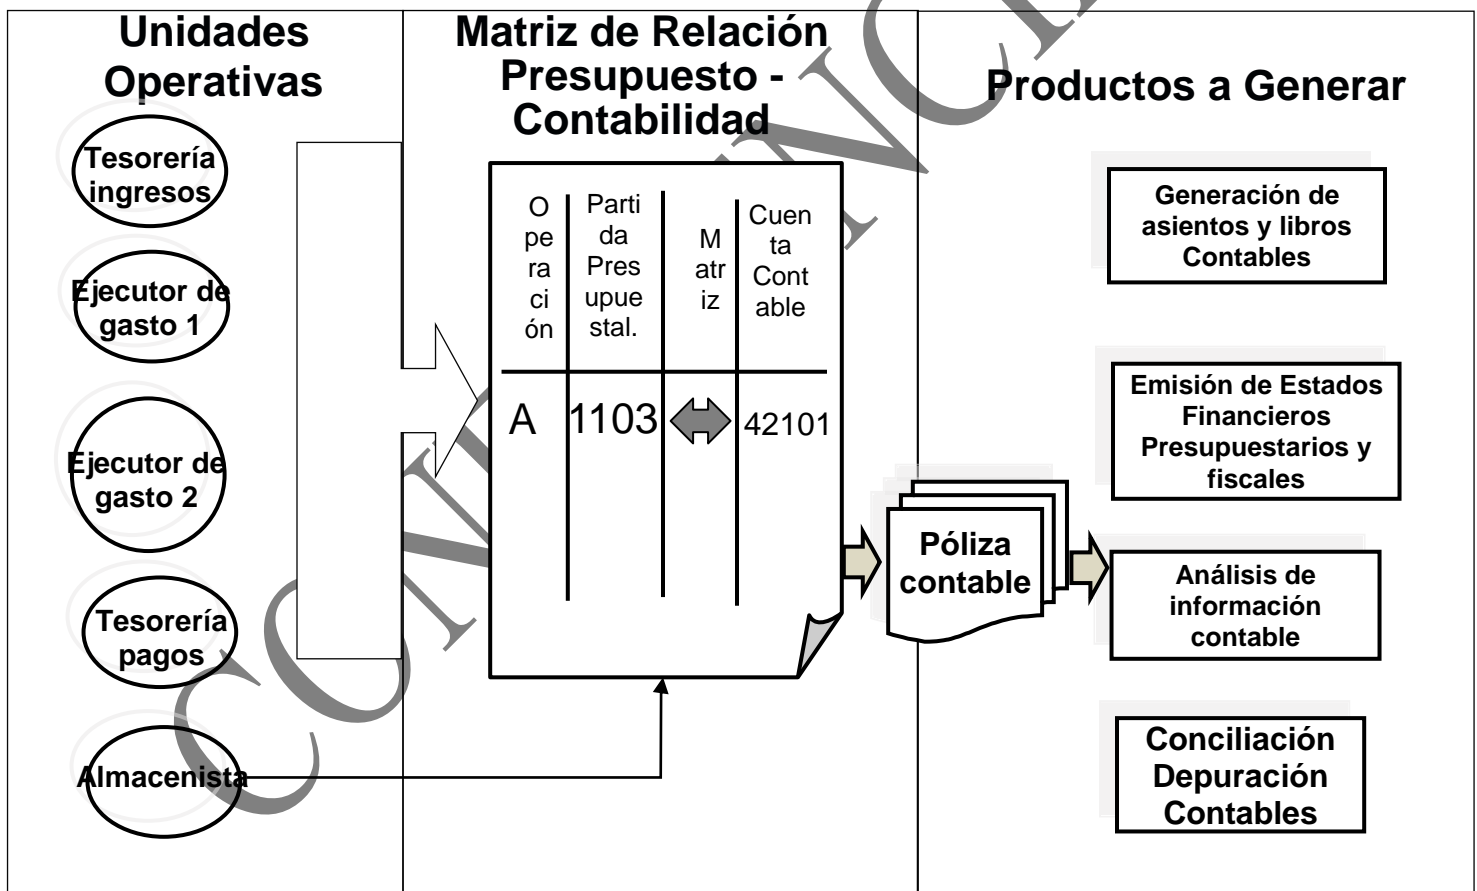 Unidades
Operativas
Tesorería
ingresos
Ejecutor de
gasto 1
Ejecutor de
gasto 2
Tesorería
pagos
Almacenista
Matriz de Relación
Presupuesto -
Contabilidad
O
pe
ra
ci
ón
Parti
da
Pres
upue
stal.
M
atr
iz
Cuen
ta
Cont
able
A
1103
42101
Póliza
contable
Productos a Generar
Generación de
asientos y libros
Contables
Emisión de Estados
Financieros
Presupuestarios y
fiscales
Análisis de
información
contable
Conciliación
Depuración
Contables